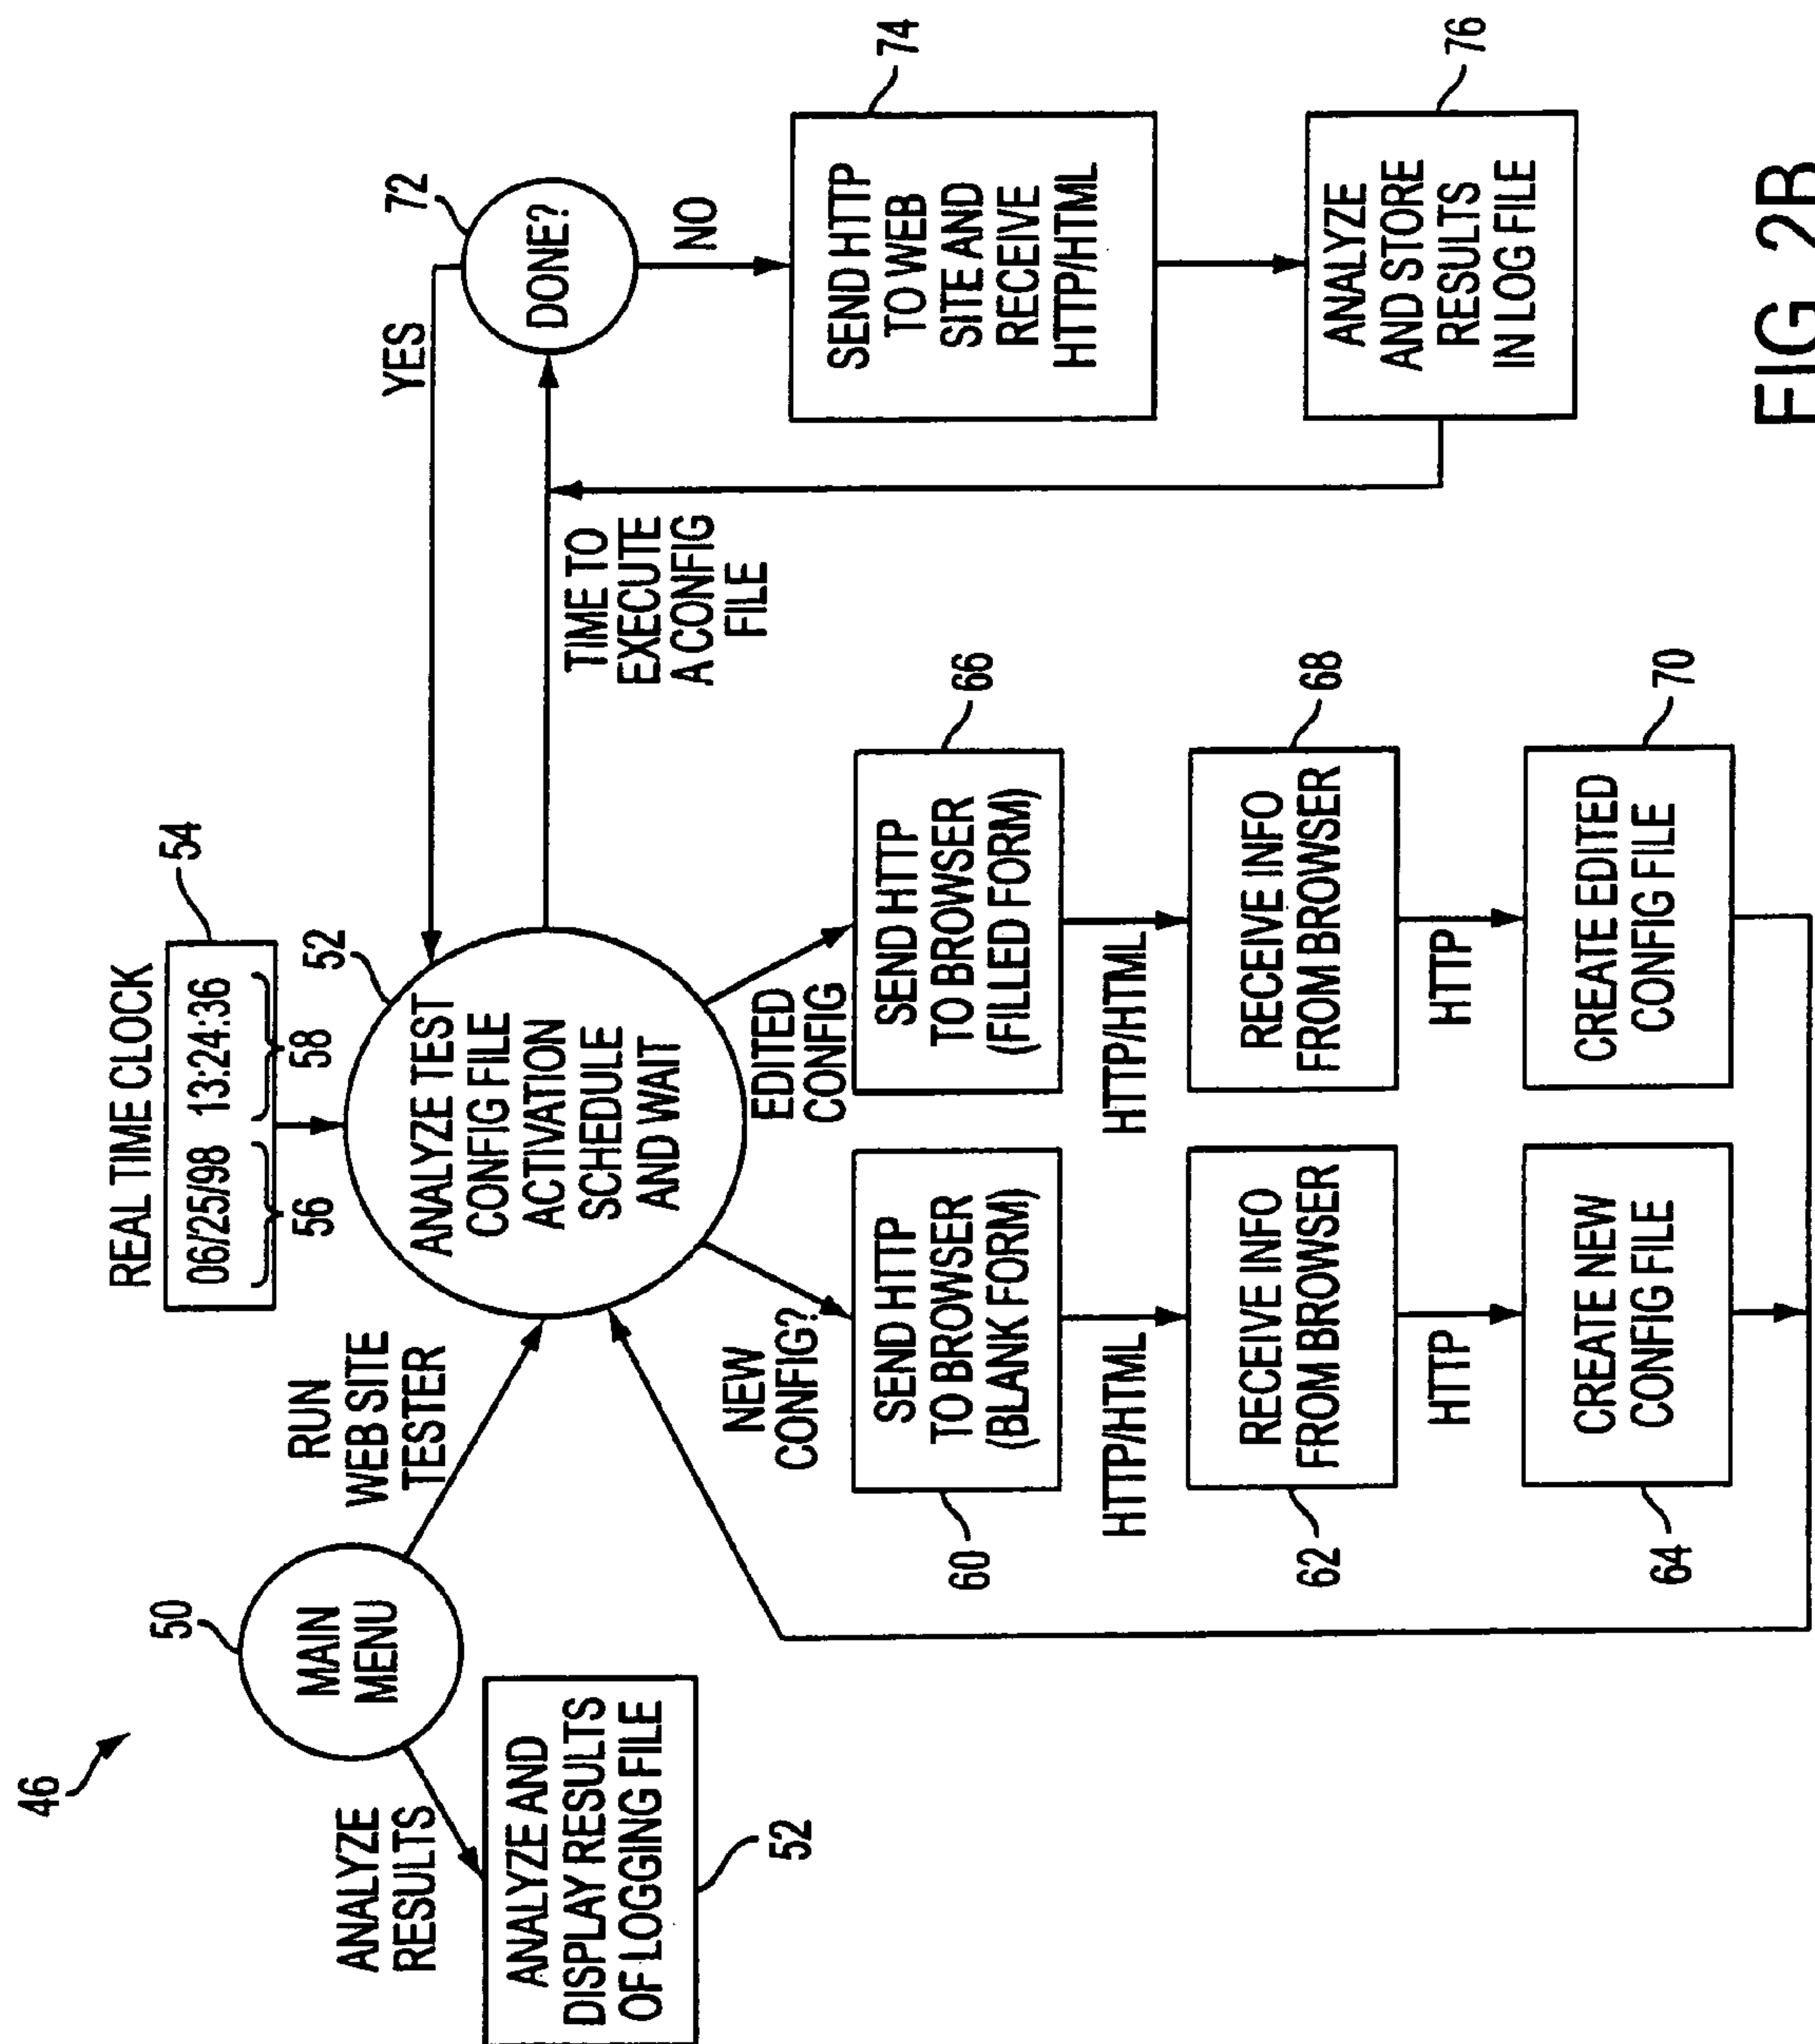 46
50
MAIN
MENU
ANALYZE
RESULTS
ANALYZE AND
DISPLAY RESULTS
OF LOGGING FILE
52
RUN
WEB SITE
TESTER
REAL TIME CLOCK
54
06/25/98 13:24:36
56 58
52
ANALYZE TEST
CONFIG FILE
ACTIVATION
SCHEDULE
AND WAIT
NEW
CONFIG?
SEND HTTP
TO BROWSER
(BLANK FORM)
60
HTTP/HTML
RECEIVE INFO
FROM BROWSER
62
HTTP
CREATE NEW
CONFIG FILE
64
EDITED
CONFIG
SEND HTTP
TO BROWSER
(FILLED FORM)
66
HTTP/HTML
RECEIVE INFO
FROM BROWSER
68
HTTP
CREATE EDITED
CONFIG FILE
70
YES
TIME TO
EXECUTE
A CONFIG
FILE
72
DONE?
NO
SEND HTTP
TO WEB
SITE AND
RECEIVE
HTTP/HTML
74
ANALYZE
AND STORE
RESULTS
IN LOG FILE
76
FIG 2B